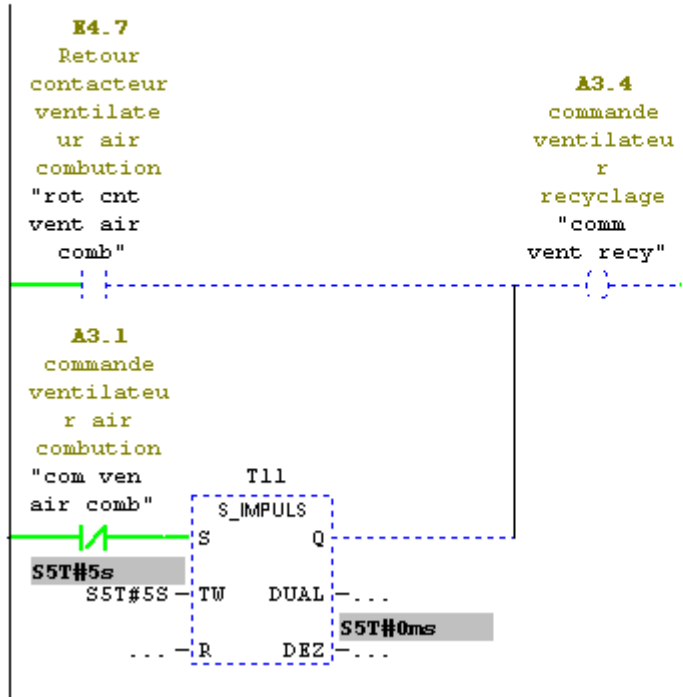 E4.7
Retour
contacteur
ventilate
ur air
combution
"rot cnt
vent air
comb"
A3.4
commande
ventilateu
r
recyclage
"comm
vent recy"
A3.1
commande
ventilateu
r air
combution
"com ven
air comb"
T11
S_IMPULS
S
Q
S5T#5s
S5T#5S
TW
DUAL
...
S5T#0ms
...
R
DEZ
...